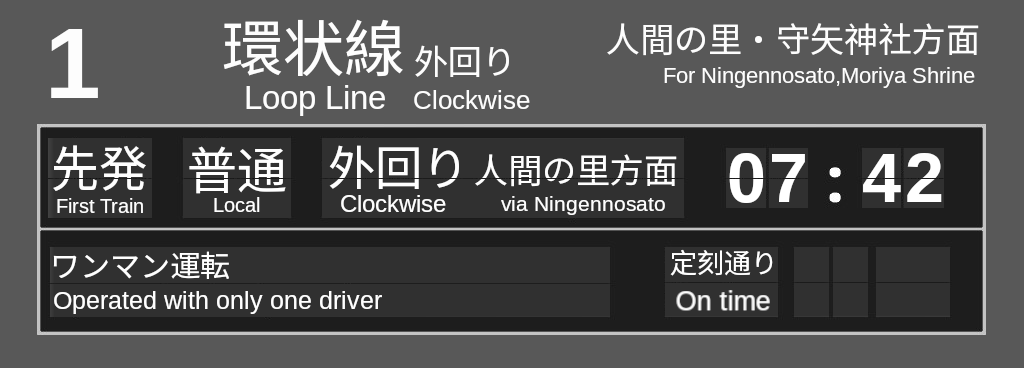 1
環状線 外回り
Loop Line Clockwise
人間の里・守矢神社方面
For Ningennosato,Moriya Shrine
先発
First Train
普通
Local
外回り 人間の里方面
Clockwise via Ningennosato
07:42
ワンマン運転
Operated with only one driver
定刻通り
On time